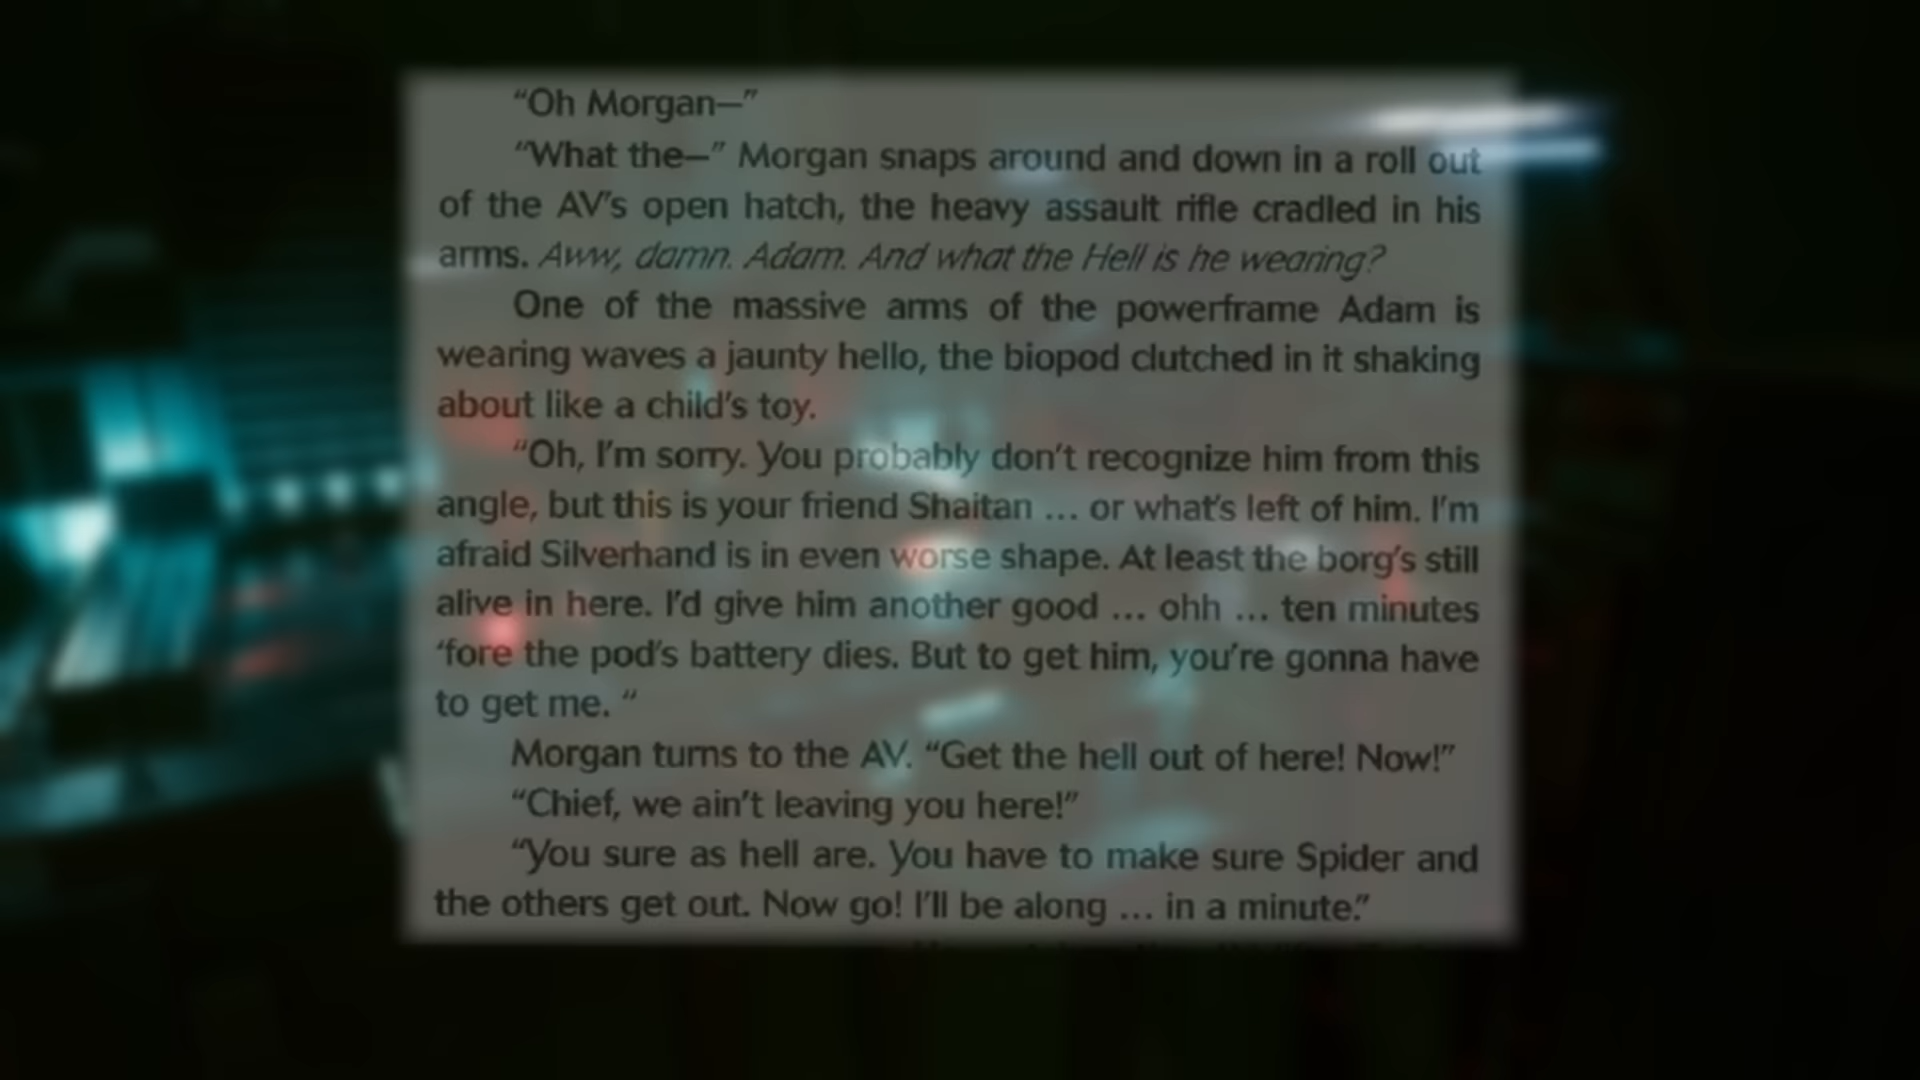 “Oh Morgan—”
“What the—” Morgan snaps around and down in a roll out
of the AV’s open hatch, the heavy assault rifle cradled in his
arms. Aww, damn. Adam. And what the Hell is he wearing?
One of the massive arms of the powerframe Adam is
wearing waves a jaunty hello, the biopod clutched in it shaking
about like a child’s toy.
“Oh, I’m sorry. You probably don’t recognize him from this
angle, but this is your friend Shaitan ... or what’s left of him. I’m
afraid Silverhand is in even worse shape. At least the borg’s still
alive in here. I’d give him another good ... ohh ... ten minutes
‘fore the pod’s battery dies. But to get him, you’re gonna have
to get me. “
Morgan turns to the AV. “Get the hell out of here! Now!”
“Chief, we ain’t leaving you here!”
“You sure as hell are. You have to make sure Spider and
the others get out. Now go! I’ll be along ... in a minute.”